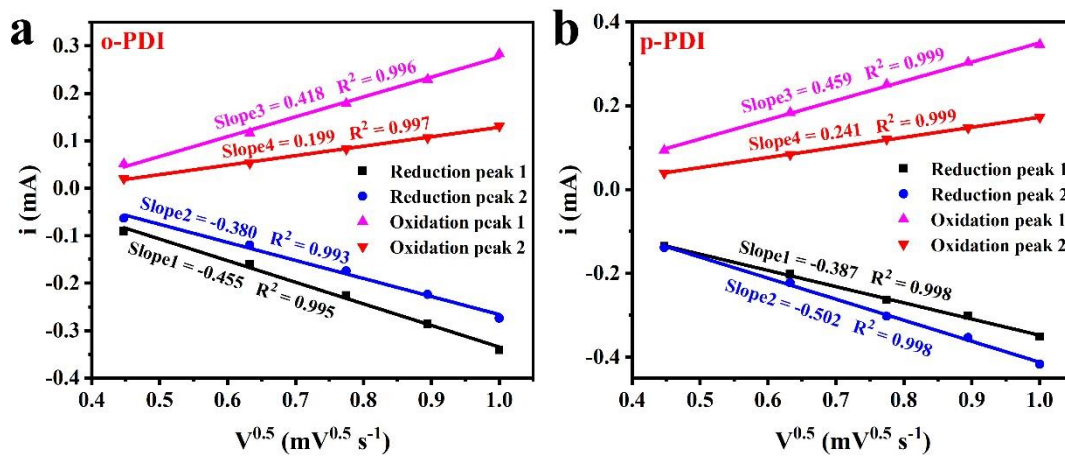 a
o-PDI
0.3
0.2
0.1
0.0
-0.1
-0.2
-0.3
-0.4
i (mA)
Slope3 = 0.418 R² = 0.996
Slope4 = 0.199 R² = 0.997
Reduction peak 1
Reduction peak 2
Oxidation peak 1
Oxidation peak 2
Slope2 = -0.380 R² = 0.993
Slope1 = -0.455 R² = 0.995
0.4 0.5 0.6 0.7 0.8 0.9 1.0
V⁰·⁵ (mV⁰·⁵ s⁻¹)
b
p-PDI
0.4
0.2
0.0
-0.2
-0.4
i (mA)
Slope3 = 0.459 R² = 0.999
Slope4 = 0.241 R² = 0.999
Reduction peak 1
Reduction peak 2
Oxidation peak 1
Oxidation peak 2
Slope1 = -0.387 R² = 0.998
Slope2 = -0.502 R² = 0.998
0.4 0.5 0.6 0.7 0.8 0.9 1.0
V⁰·⁵ (mV⁰·⁵ s⁻¹)